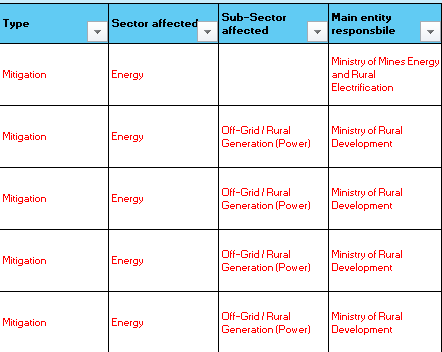 Type
Sector affected
Sub-Sector
affected
Main entity
responsbile
Mitigation
Energy
Ministry of Mines Energy
and Rural
Electrification
Mitigation
Energy
Off-Grid / Rural
Generation (Power)
Ministry of Rural
Development
Mitigation
Energy
Off-Grid / Rural
Generation (Power)
Ministry of Rural
Development
Mitigation
Energy
Off-Grid / Rural
Generation (Power)
Ministry of Rural
Development
Mitigation
Energy
Off-Grid / Rural
Generation (Power)
Ministry of Rural
Development